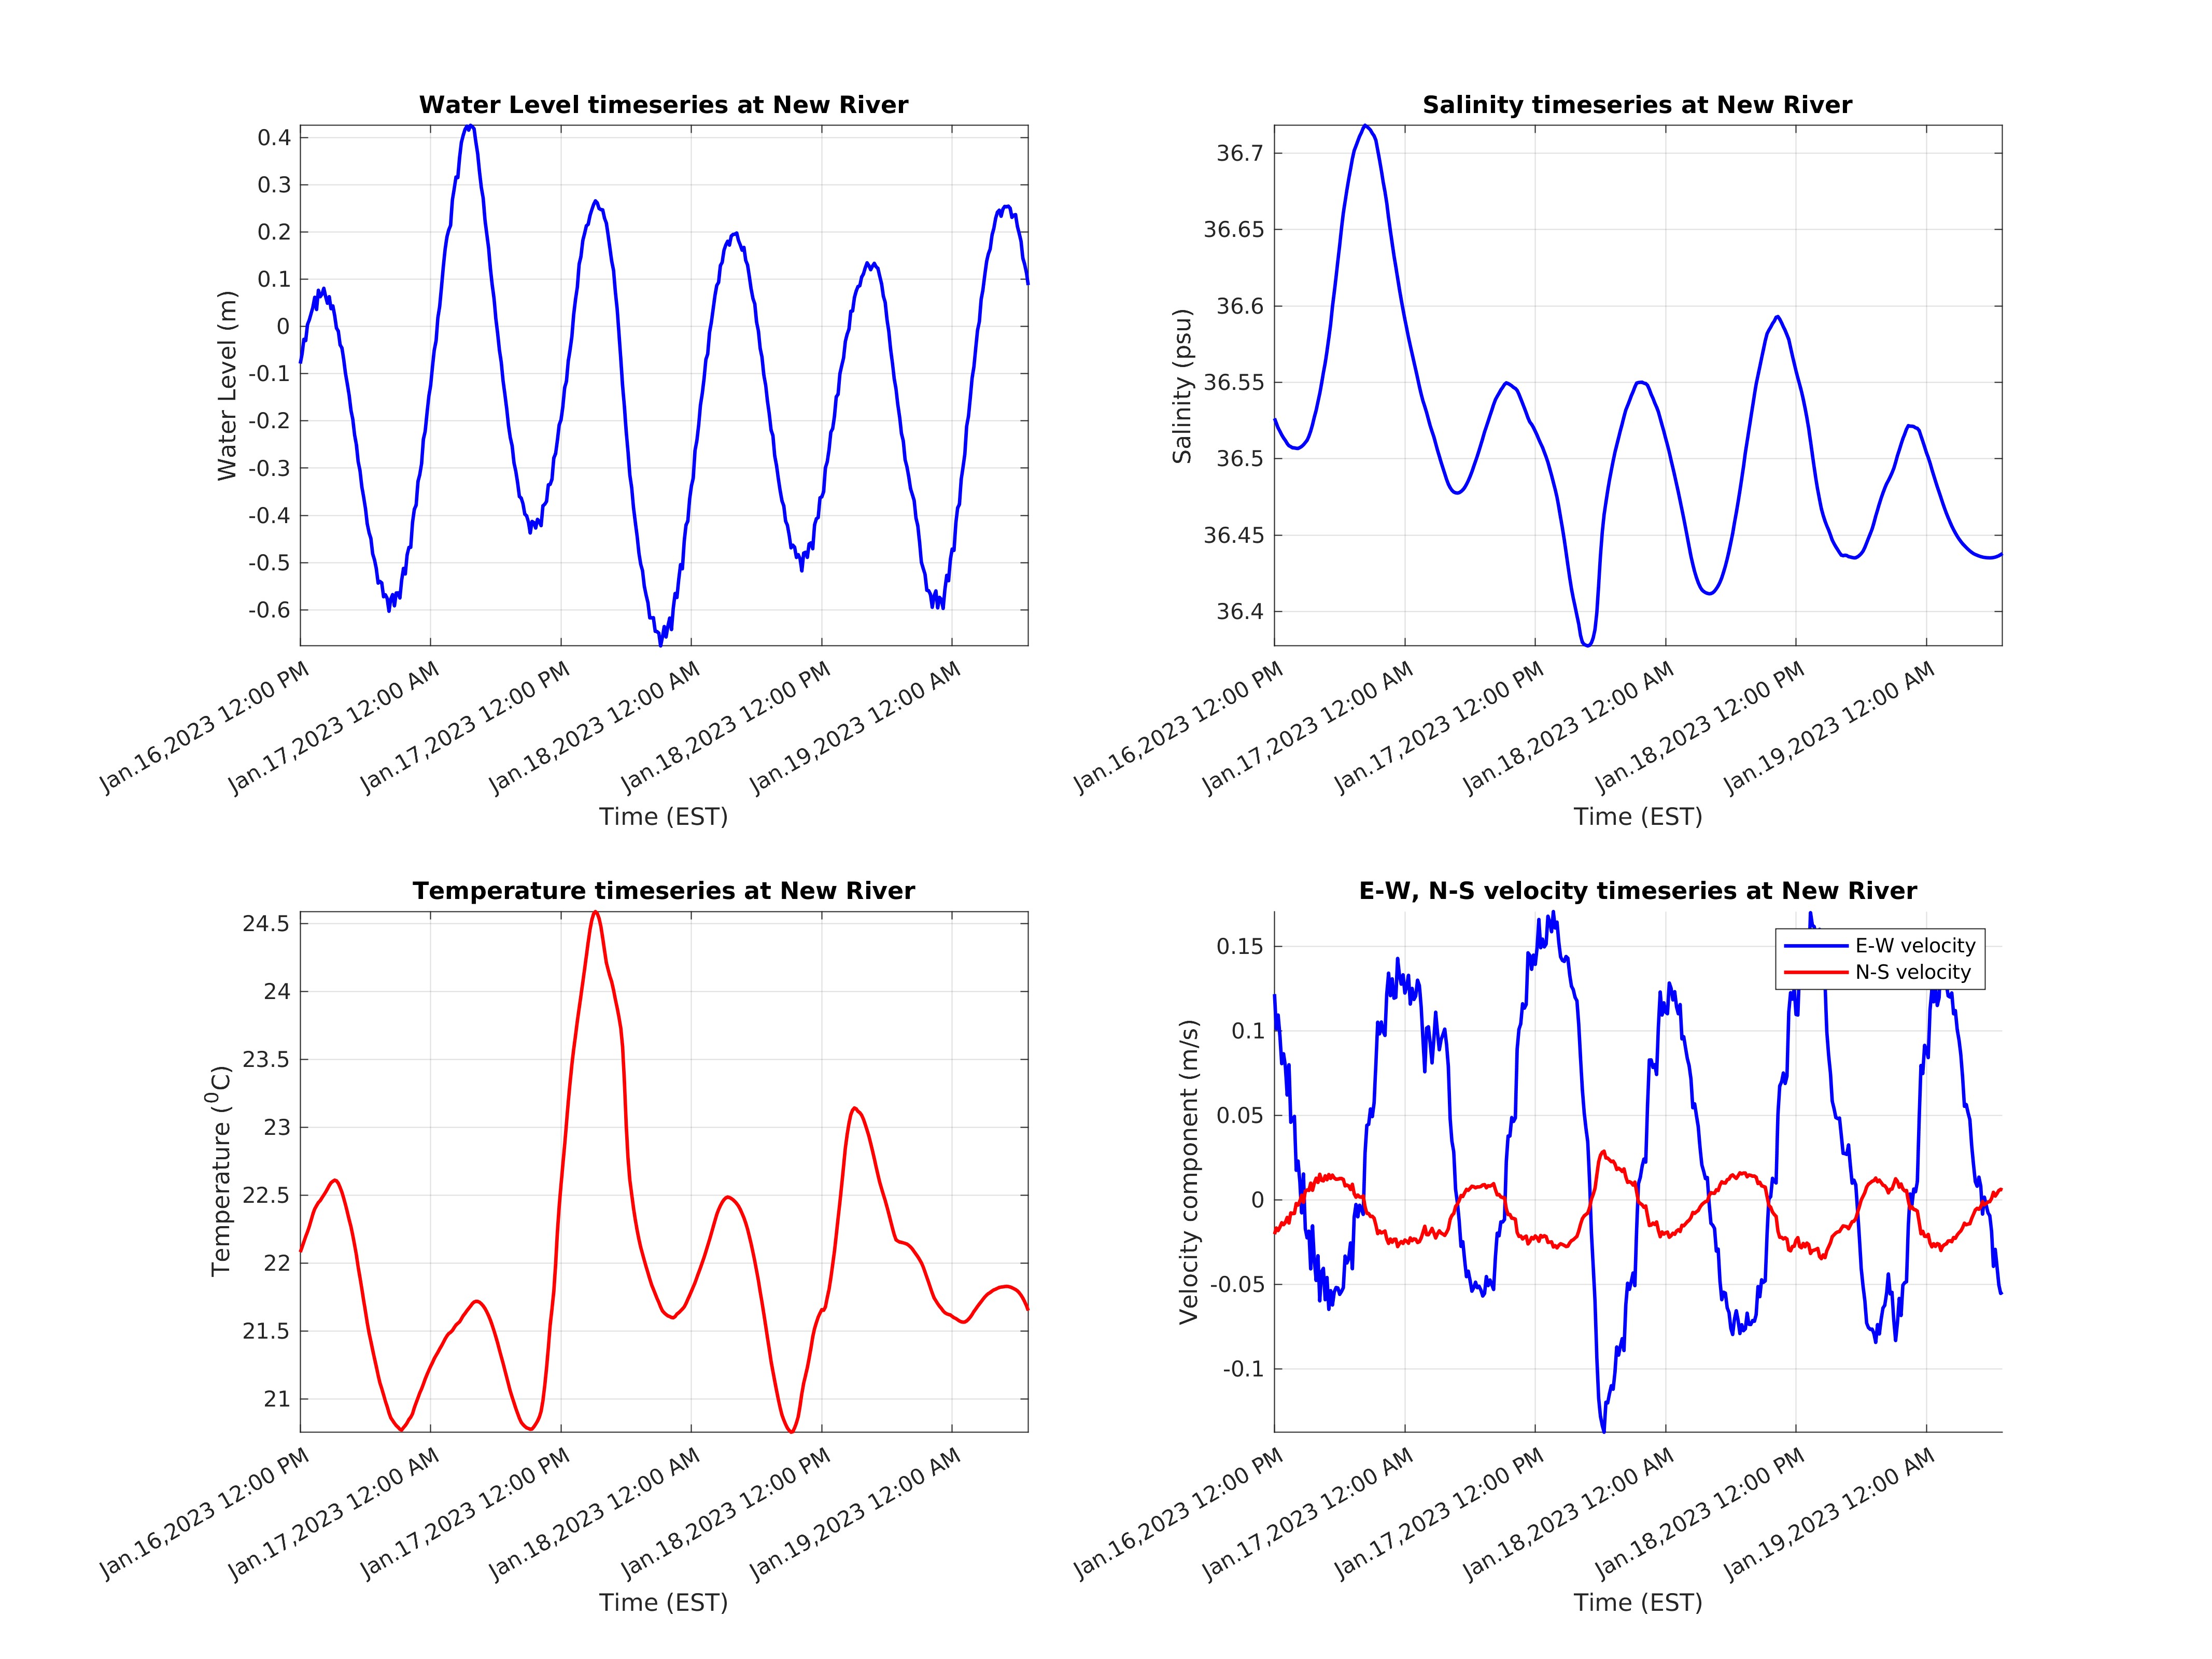 Water Level timeseries at New River
0.4
0.3
0.2
0.1
0
-0.1
-0.2
-0.3
-0.4
-0.5
-0.6
Water Level (m)
Jan.16,2023 12:00 PM
Jan.17,2023 12:00 AM
Jan.17,2023 12:00 PM
Jan.18,2023 12:00 AM
Jan.18,2023 12:00 PM
Jan.19,2023 12:00 AM
Time (EST)
Salinity timeseries at New River
36.7
36.65
36.6
36.55
36.5
36.45
36.4
Salinity (psu)
Jan.16,2023 12:00 PM
Jan.17,2023 12:00 AM
Jan.17,2023 12:00 PM
Jan.18,2023 12:00 AM
Jan.18,2023 12:00 PM
Jan.19,2023 12:00 AM
Time (EST)
Temperature timeseries at New River
24.5
24
23.5
23
22.5
22
21.5
21
Temperature (⁰C)
Jan.16,2023 12:00 PM
Jan.17,2023 12:00 AM
Jan.17,2023 12:00 PM
Jan.18,2023 12:00 AM
Jan.18,2023 12:00 PM
Jan.19,2023 12:00 AM
Time (EST)
E-W, N-S velocity timeseries at New River
E-W velocity
N-S velocity
0.15
0.1
0.05
0
-0.05
-0.1
Velocity component (m/s)
Jan.16,2023 12:00 PM
Jan.17,2023 12:00 AM
Jan.17,2023 12:00 PM
Jan.18,2023 12:00 AM
Jan.18,2023 12:00 PM
Jan.19,2023 12:00 AM
Time (EST)